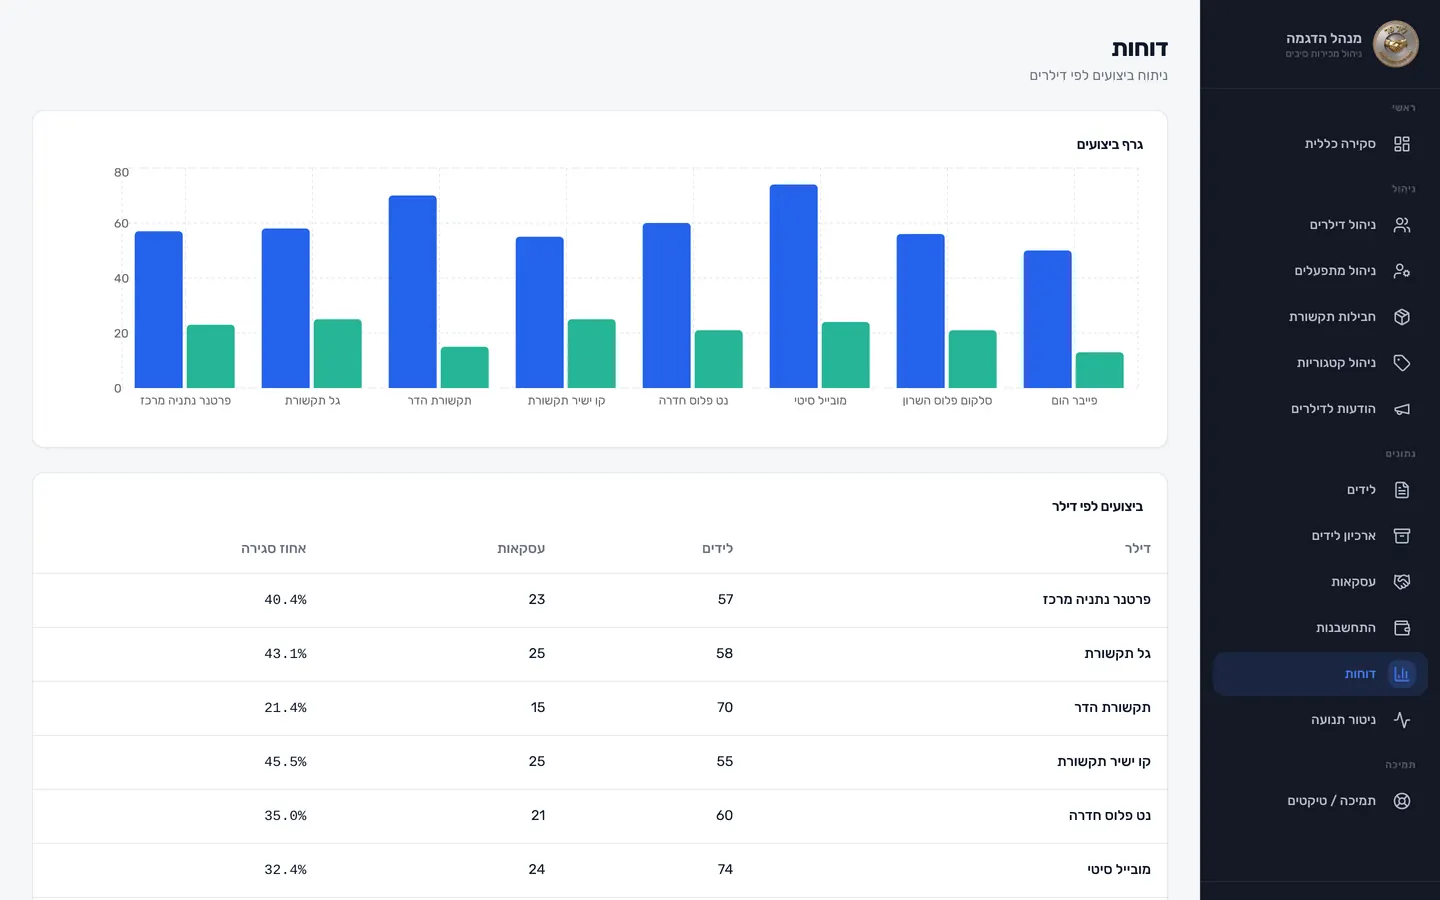 מנהל הדגמה
ניהול מכירות סיבים
ראשי
סקירה כללית
ניהול
ניהול דילרים
ניהול מתפעלים
חבילות תקשורת
ניהול קטגוריות
הודעות לדילרים
נתונים
לידים
ארכיון לידים
עסקאות
התחשבנות
דוחות
ניטור תנועה
תמיכה
תמיכה / טיקטים
דוחות
ניתוח ביצועים לפי דילרים
גרף ביצועים
80
60
40
20
0
פרטנר נתניה מרכז
גל תקשורת
תקשורת הדר
קו ישיר תקשורת
נט פלוס חדרה
מובייל סיטי
סלקום פלוס השרון
פייבר הום
ביצועים לפי דילר
דילר לידים עסקאות אחוז סגירה
פרטנר נתניה מרכז 57 23 40.4%
גל תקשורת 58 25 43.1%
תקשורת הדר 70 15 21.4%
קו ישיר תקשורת 55 25 45.5%
נט פלוס חדרה 60 21 35.0%
מובייל סיטי 74 24 32.4%